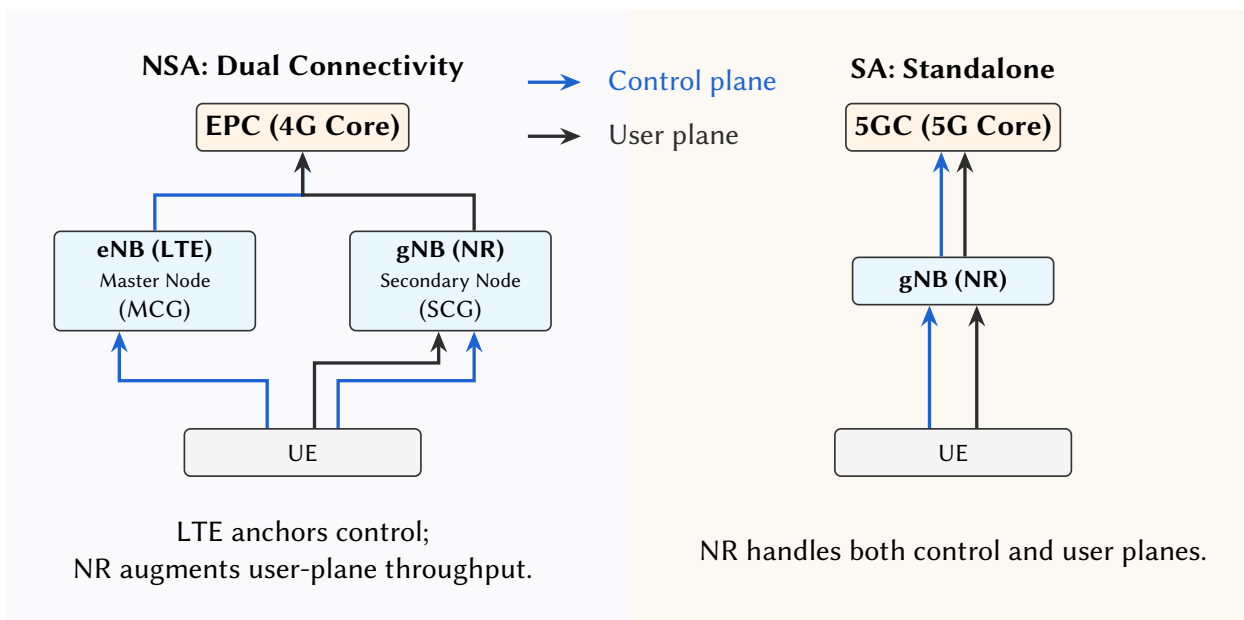 NSA: Dual Connectivity
Control plane
User plane
EPC (4G Core)
eNB (LTE)
Master Node
(MCG)
gNB (NR)
Secondary Node
(SCG)
UE
LTE anchors control;
NR augments user-plane throughput.
SA: Standalone
5GC (5G Core)
gNB (NR)
UE
NR handles both control and user planes.